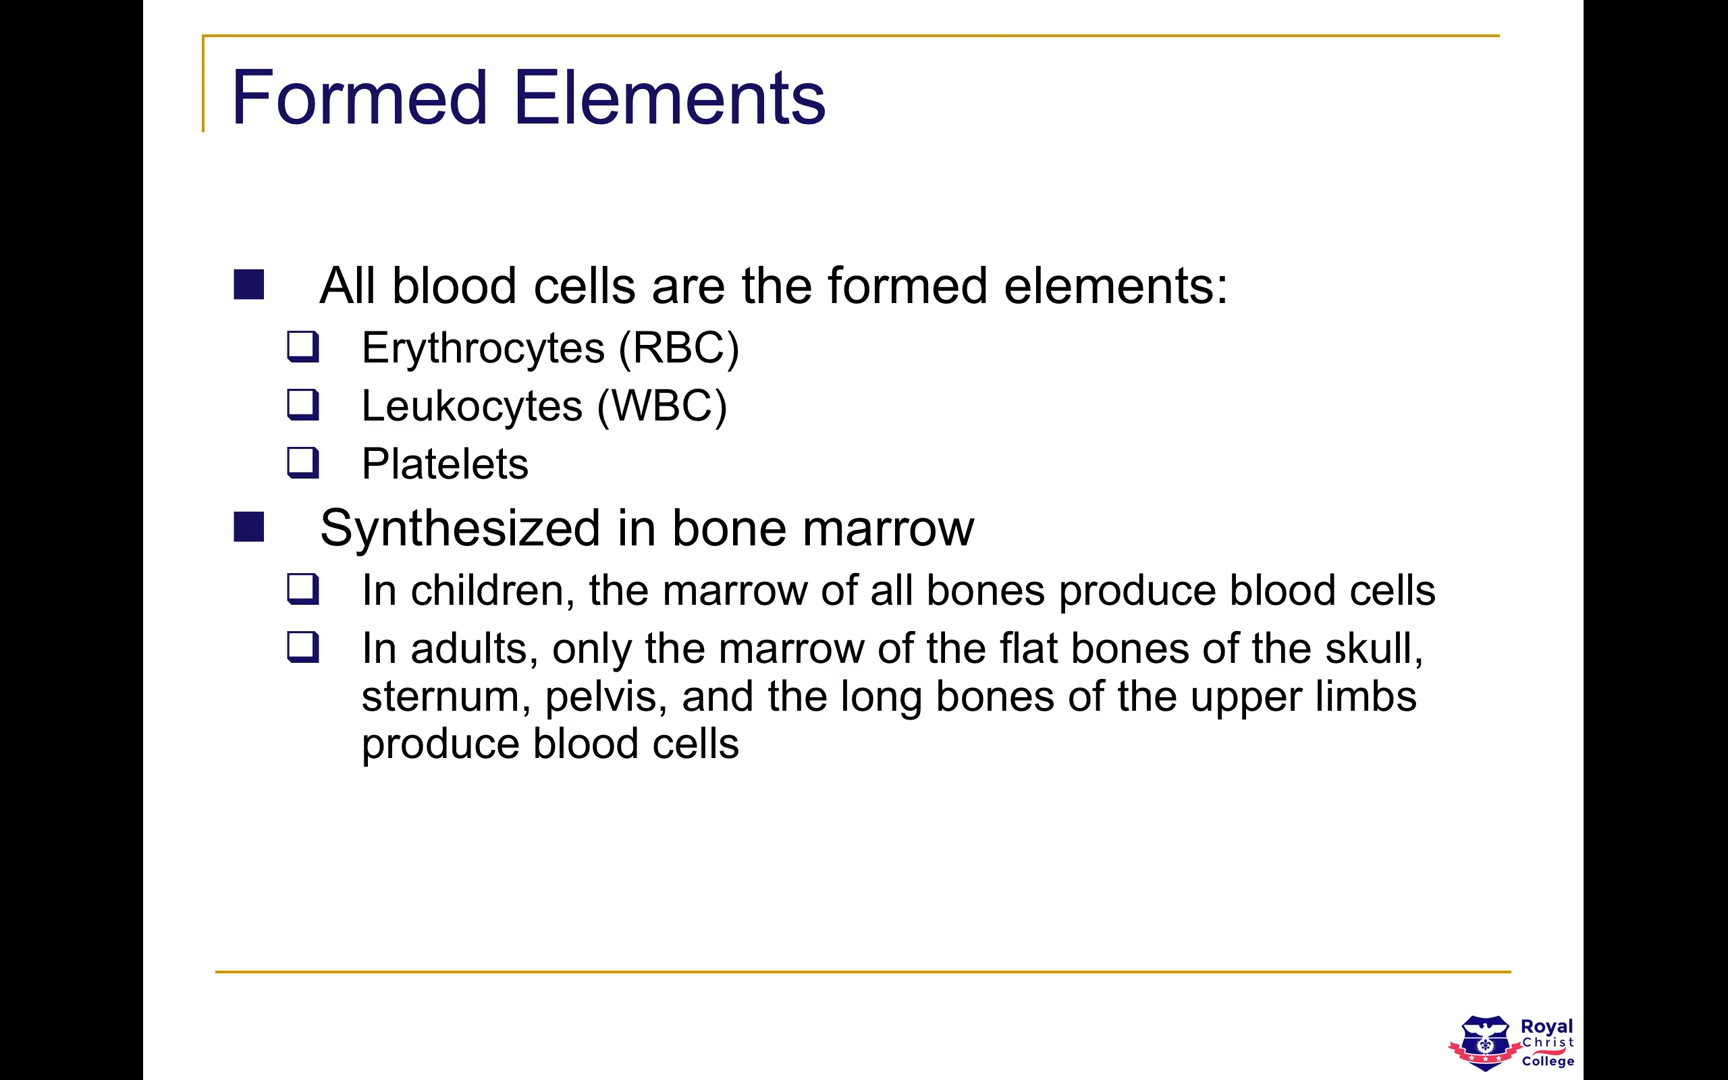 Formed Elements
All blood cells are the formed elements:
Erythrocytes (RBC)
Leukocytes (WBC)
Platelets
Synthesized in bone marrow
In children, the marrow of all bones produce blood cells
In adults, only the marrow of the flat bones of the skull,
sternum, pelvis, and the long bones of the upper limbs
produce blood cells
Royal
Christ
College